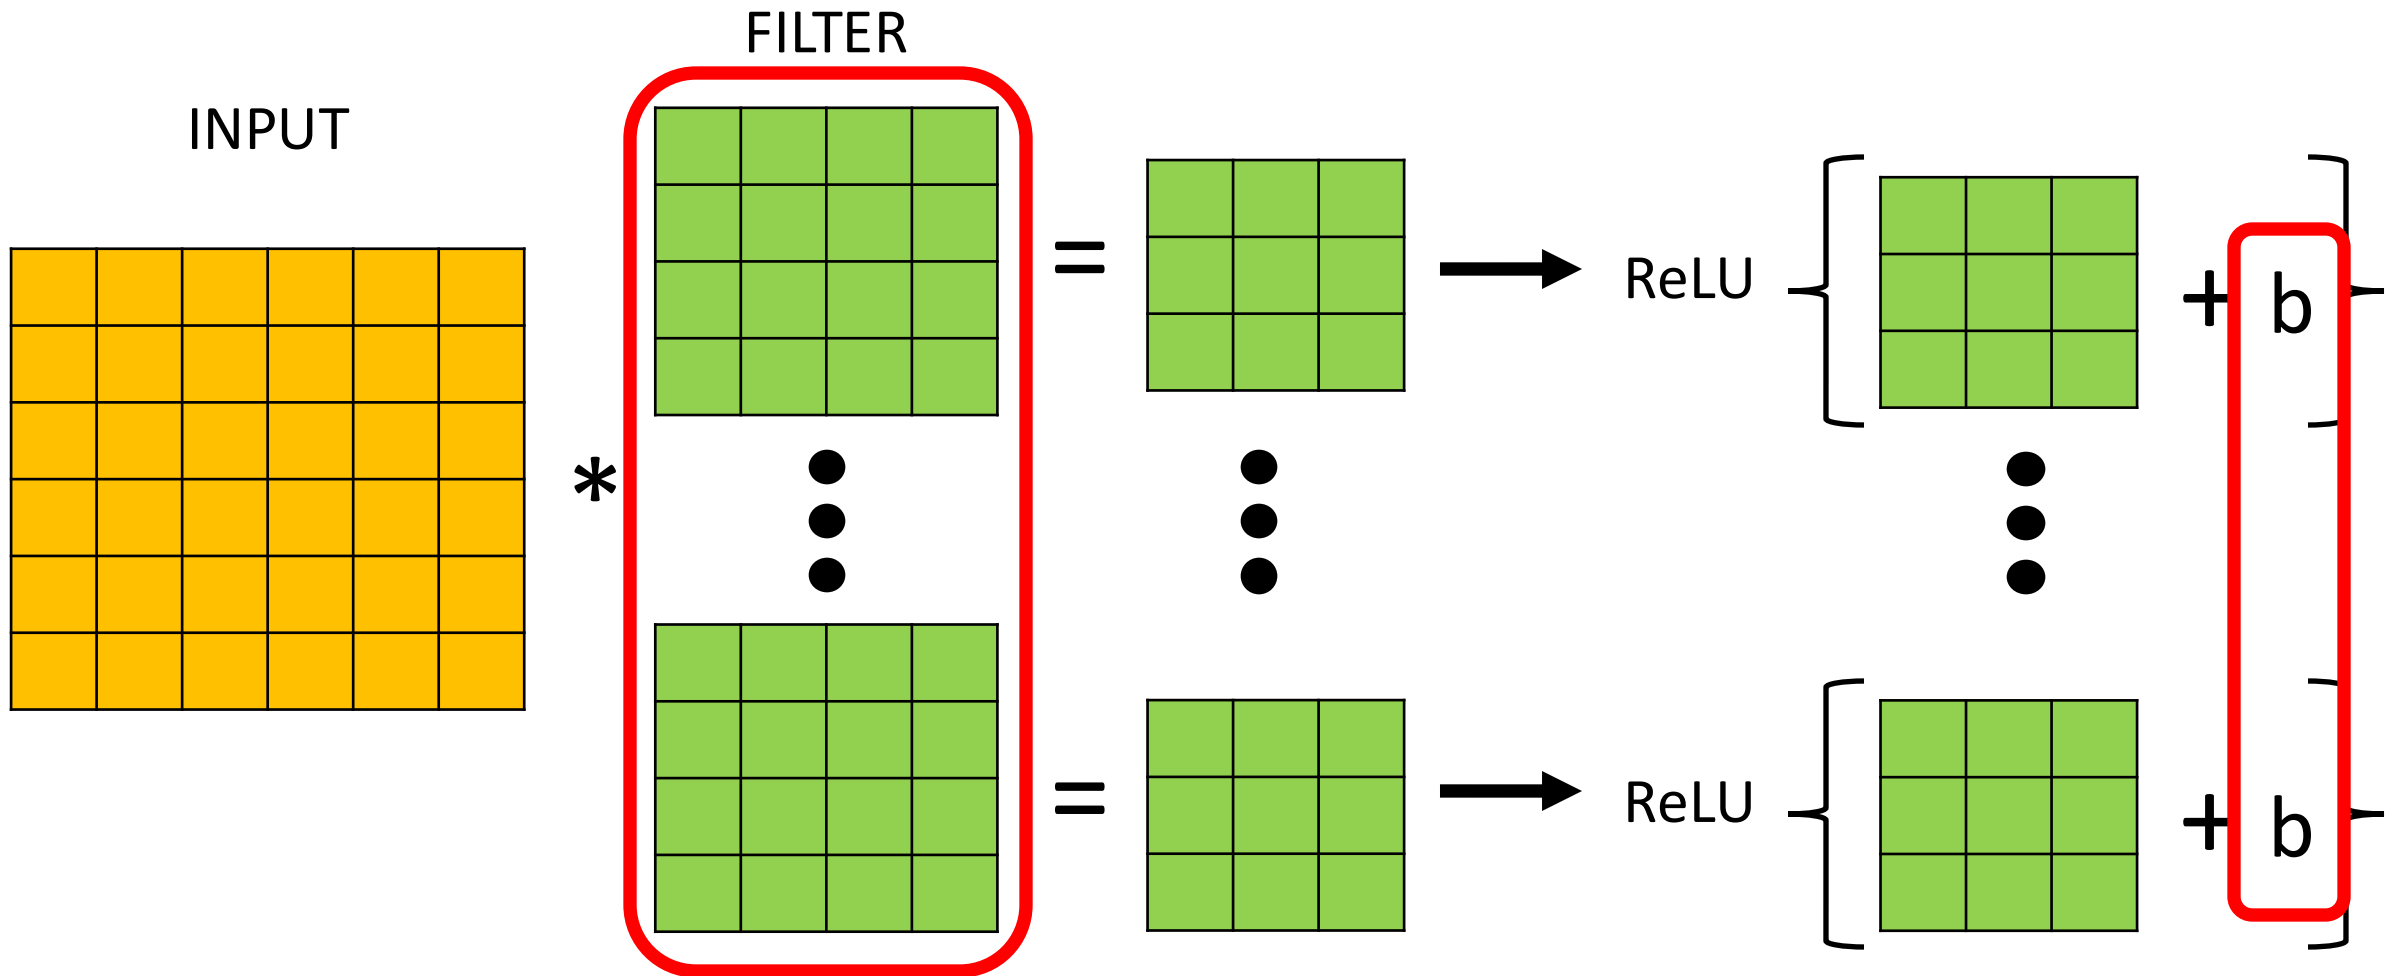 FILTER
INPUT
*
=
ReLU
+ b
=
ReLU
+ b